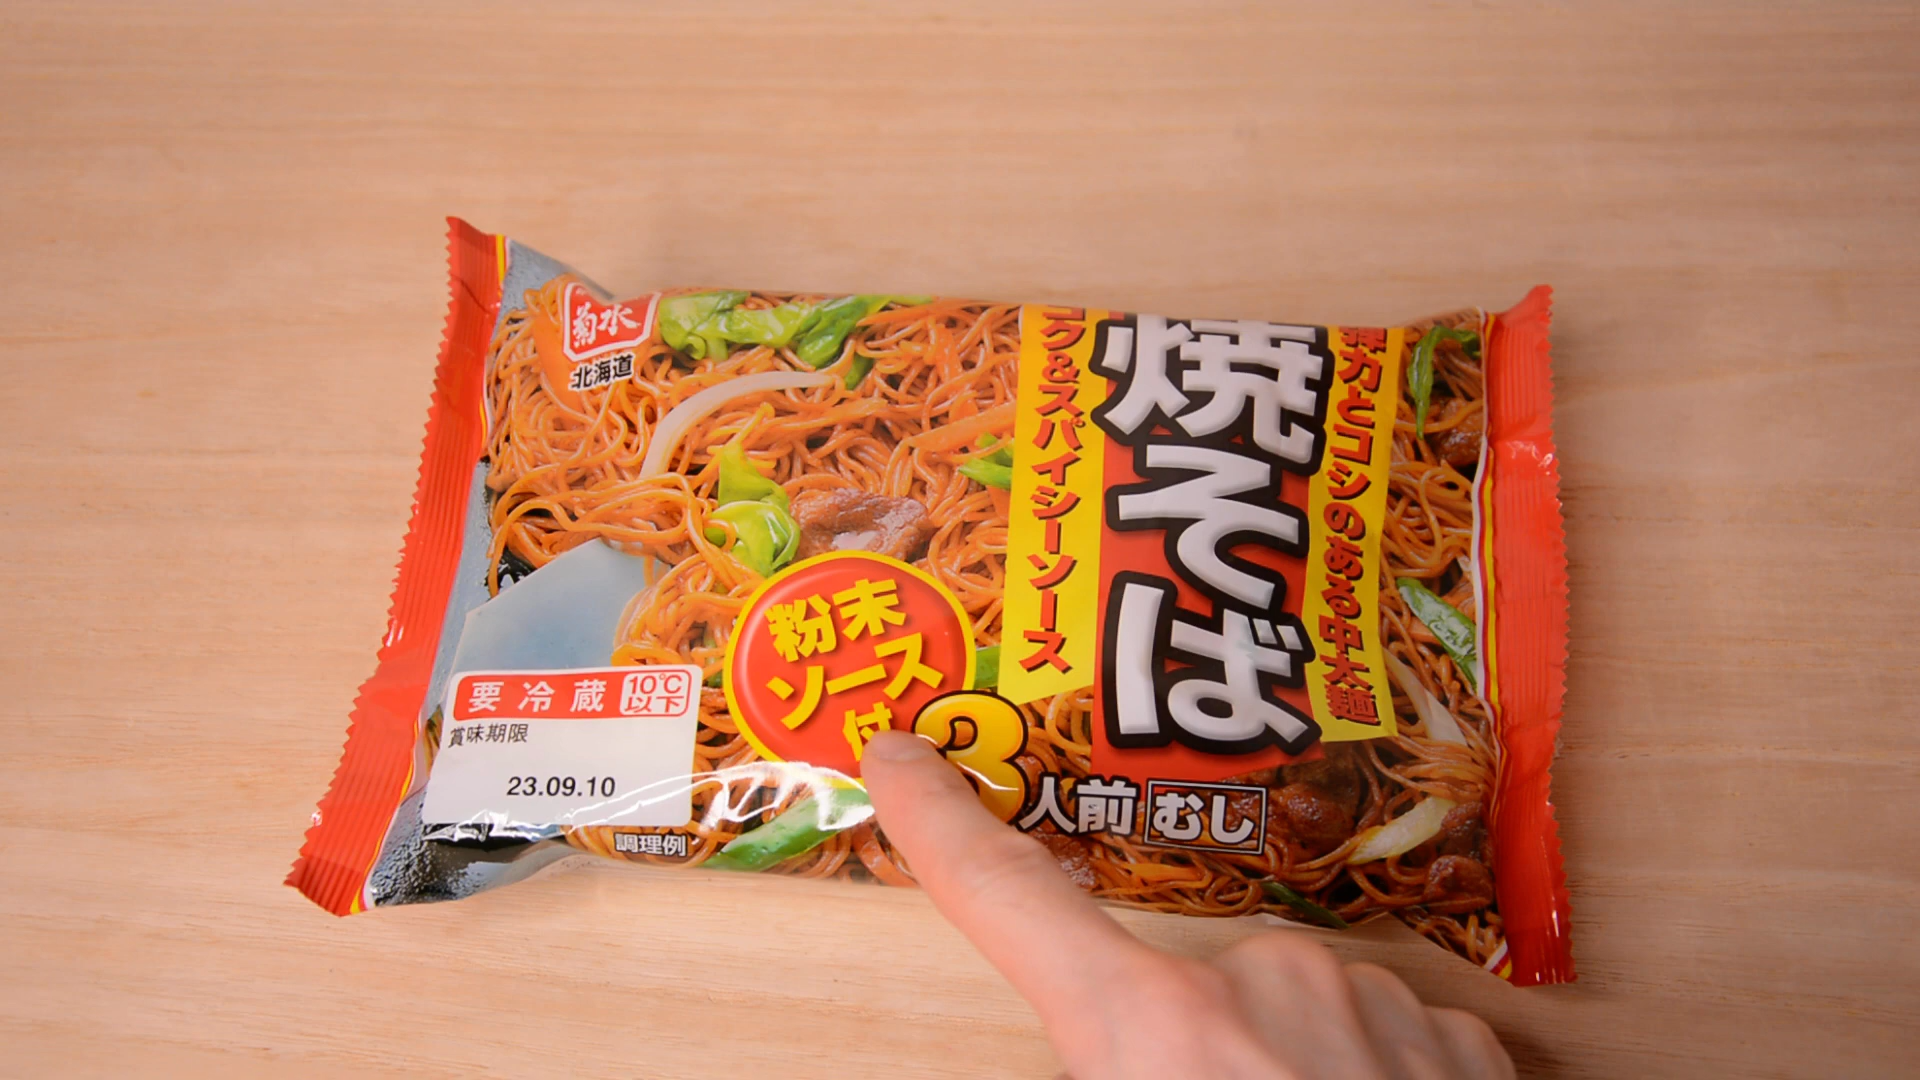 菊水
北海道
弾力とコシのある中太麺
焼そば
コク&スパイシーソース
粉末
ソース
付
3人前 むし
要冷蔵 10℃以下
賞味期限
23.09.10
調理例